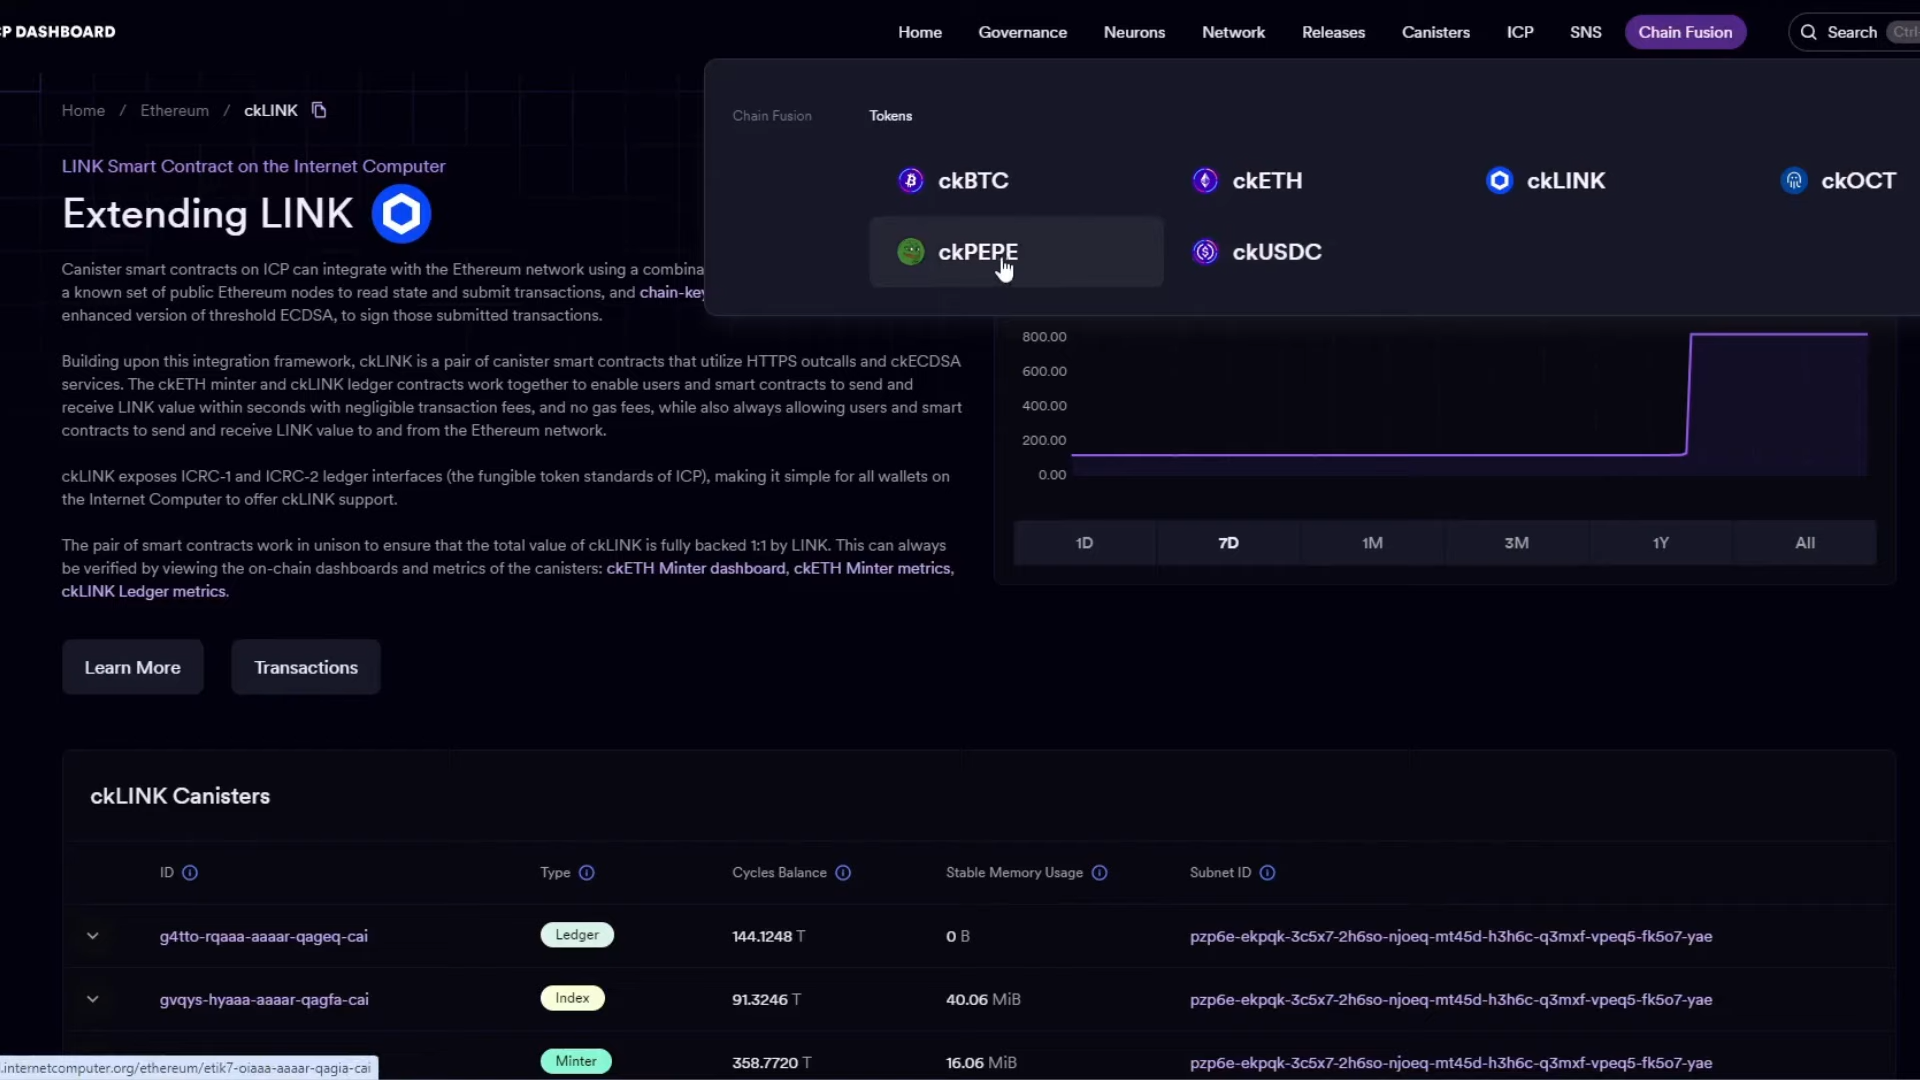 CP DASHBOARD
Home
Governance
Neurons
Network
Releases
Canisters
ICP
SNS
Chain Fusion
Search
Ctrl
Home / Ethereum / ckLINK
Chain Fusion
Tokens
ckBTC
ckETH
ckLINK
ckOCT
ckPEPE
ckUSDC
LINK Smart Contract on the Internet Computer
Extending LINK
Canister smart contracts on ICP can integrate with the Ethereum network using a combina
a known set of public Ethereum nodes to read state and submit transactions, and chain-key
enhanced version of threshold ECDSA, to sign those submitted transactions.
Building upon this integration framework, ckLINK is a pair of canister smart contracts that utilize HTTPS outcalls and ckECDSA
services. The ckETH minter and ckLINK ledger contracts work together to enable users and smart contracts to send and
receive LINK value within seconds with negligible transaction fees, and no gas fees, while also always allowing users and smart
contracts to send and receive LINK value to and from the Ethereum network.
ckLINK exposes ICRC-1 and ICRC-2 ledger interfaces (the fungible token standards of ICP), making it simple for all wallets on
the Internet Computer to offer ckLINK support.
The pair of smart contracts work in unison to ensure that the total value of ckLINK is fully backed 1:1 by LINK. This can always
be verified by viewing the on-chain dashboards and metrics of the canisters: ckETH Minter dashboard, ckETH Minter metrics,
ckLINK Ledger metrics.
800.00
600.00
400.00
200.00
0.00
1D
7D
1M
3M
1Y
All
Learn More
Transactions
ckLINK Canisters
ID
Type
Cycles Balance
Stable Memory Usage
Subnet ID
g4tto-rqaaa-aaaar-qageq-cai
Ledger
144.1248 T
0 B
pzp6e-ekpqk-3c5x7-2h6so-njoeq-mt45d-h3h6c-q3mxf-vpeq5-fk5o7-yae
gvqys-hyaaa-aaaar-qagfa-cai
Index
91.3246 T
40.06 MiB
pzp6e-ekpqk-3c5x7-2h6so-njoeq-mt45d-h3h6c-q3mxf-vpeq5-fk5o7-yae
Minter
358.7720 T
16.06 MiB
pzp6e-ekpqk-3c5x7-2h6so-njoeq-mt45d-h3h6c-q3mxf-vpeq5-fk5o7-yae
.internetcomputer.org/ethereum/etik7-oiaaa-aaaar-qagia-cai